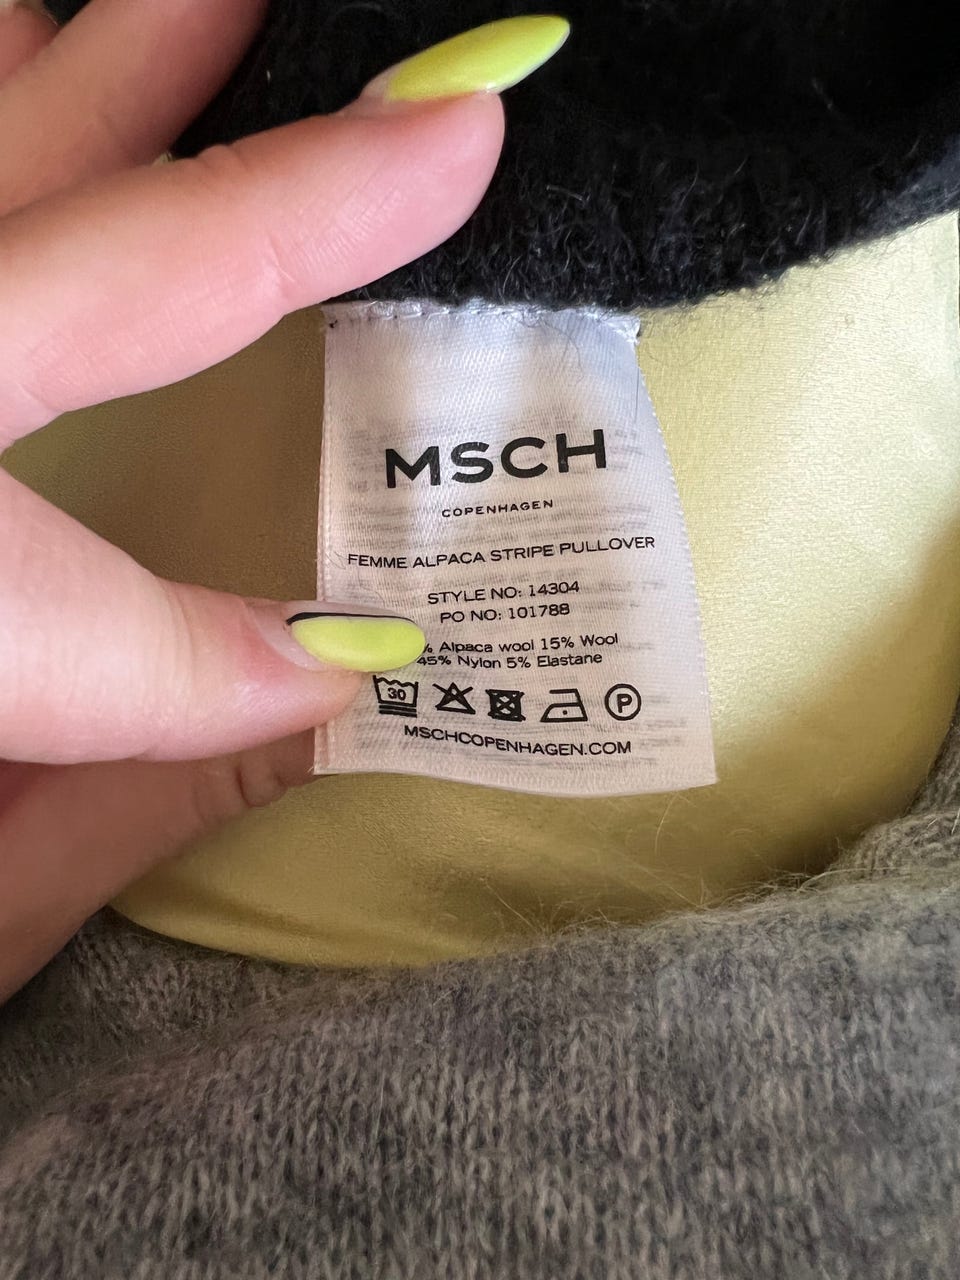 MSCH
COPENHAGEN
FEMME ALPACA STRIPE PULLOVER
STYLE NO: 14304
PO NO: 101788
% Alpaca wool 15% Wool
45% Nylon 5% Elastane
30
P
MSCHCOPENHAGEN.COM